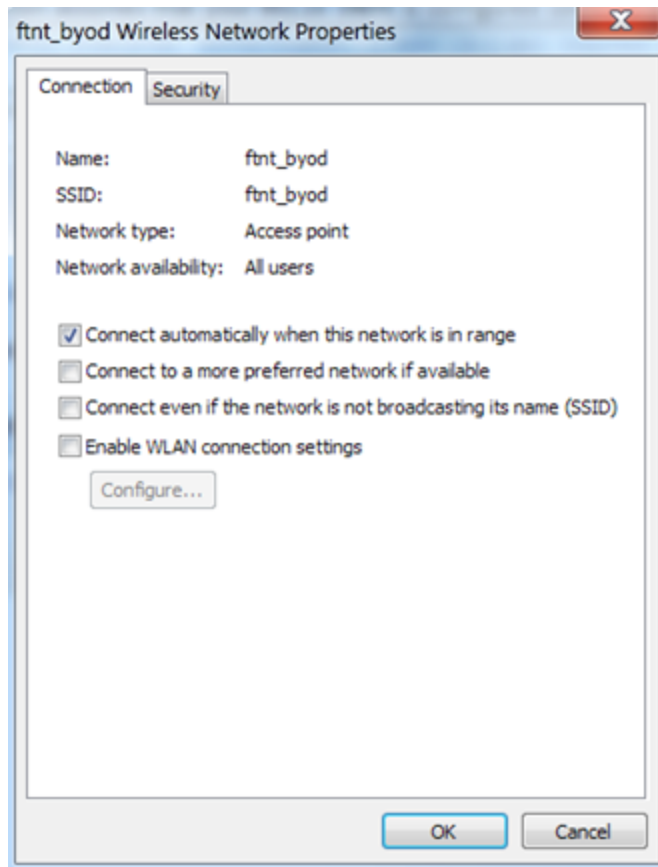 ftnt_byod Wireless Network Properties
Connection Security
Name: ftnt_byod
SSID: ftnt_byod
Network type: Access point
Network availability: All users
Connect automatically when this network is in range
Connect to a more preferred network if available
Connect even if the network is not broadcasting its name (SSID)
Enable WLAN connection settings
Configure...
OK Cancel